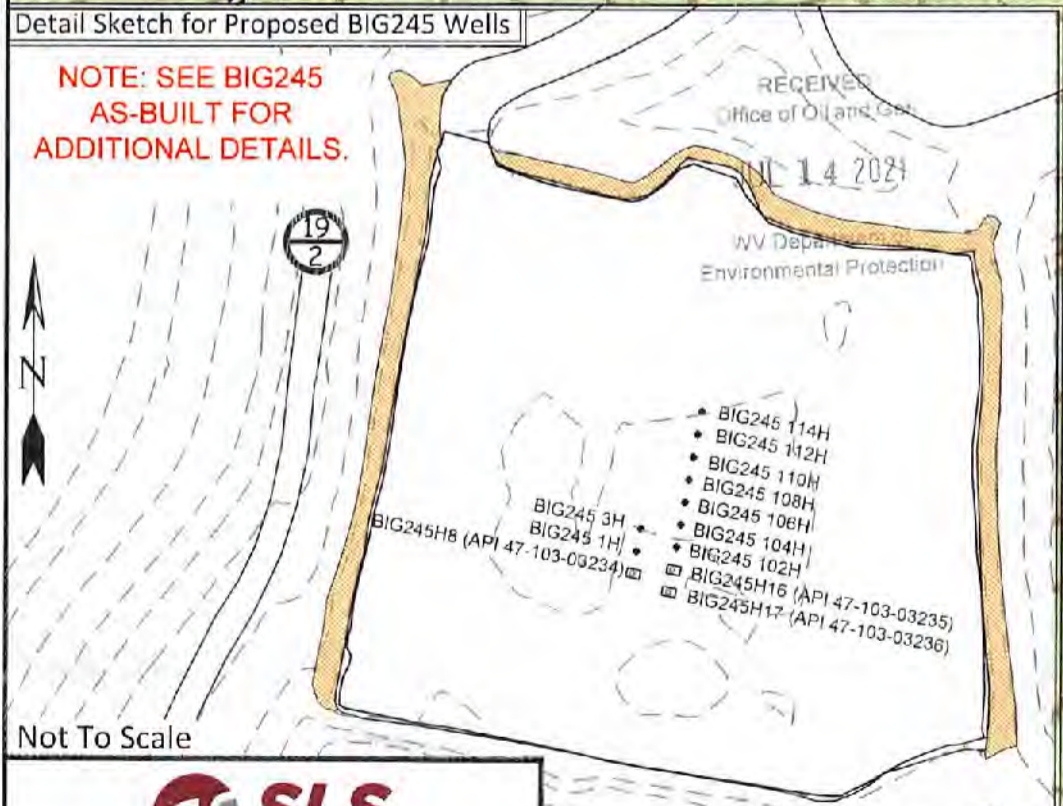 Detail Sketch for Proposed BIG245 Wells
NOTE: SEE BIG245
AS-BUILT FOR
ADDITIONAL DETAILS.
RECEIVED
Office of Oil and Gas
JUL 14 2021
WV Department of
Environmental Protection
19
2
N
BIG245 114H
BIG245 112H
BIG245 110H
BIG245 108H
BIG245 106H
BIG245 104H
BIG245 102H
BIG245 3H
BIG245 1H
BIG245H8 (API 47-103-03234)
BIG245H16 (API 47-103-03235)
BIG245H17 (API 47-103-03236)
Not To Scale
SLS